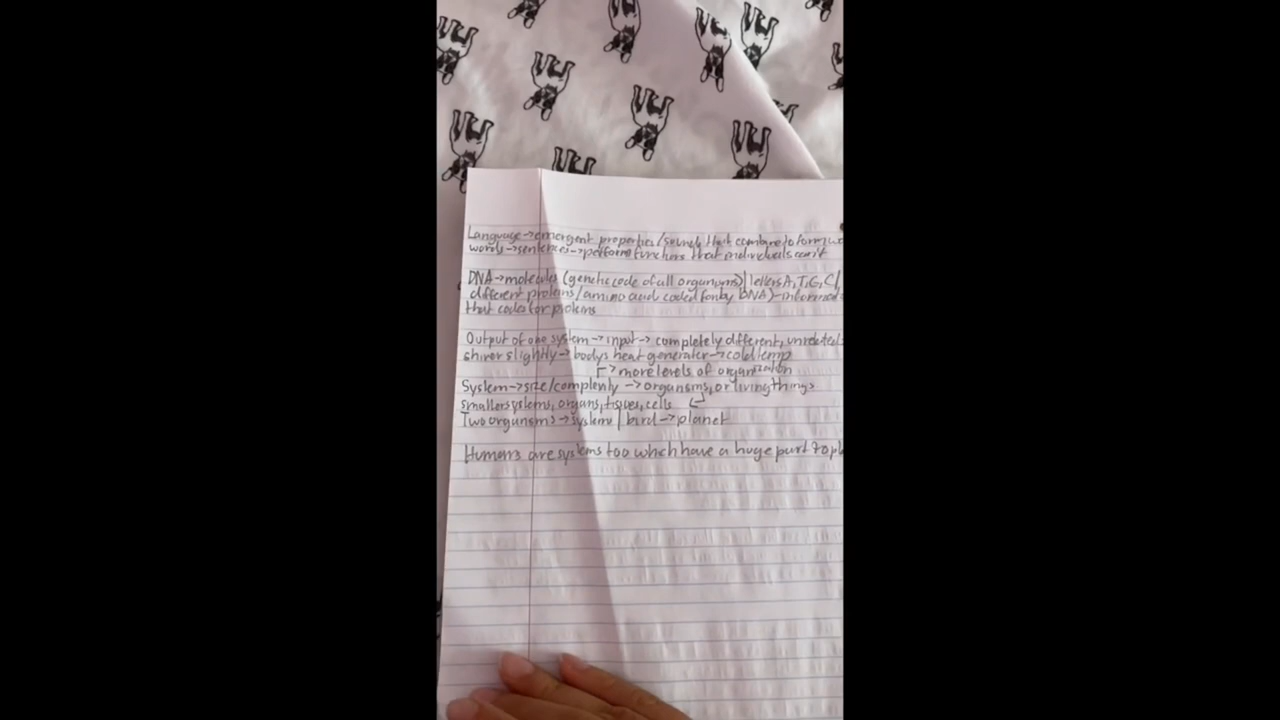 Language→emergent properties/sounds that combine to form
words→sentences→perform functions that individuals can't
DNA→molecules (genetic code of all organisms)|letters A,T,G,C|
different proteins/amino acid coded for by DNA)-
that codes for proteins
Output of one system→input→completely different, unrelated
shiver slightly→bodys heat generater→cold temp
→more levels of organization
System→size/complexity→organisms, or living things
smaller systems, organs, tissues, cells
Two organisms→system|bird→planet
Humans are systems too which have a huge part to